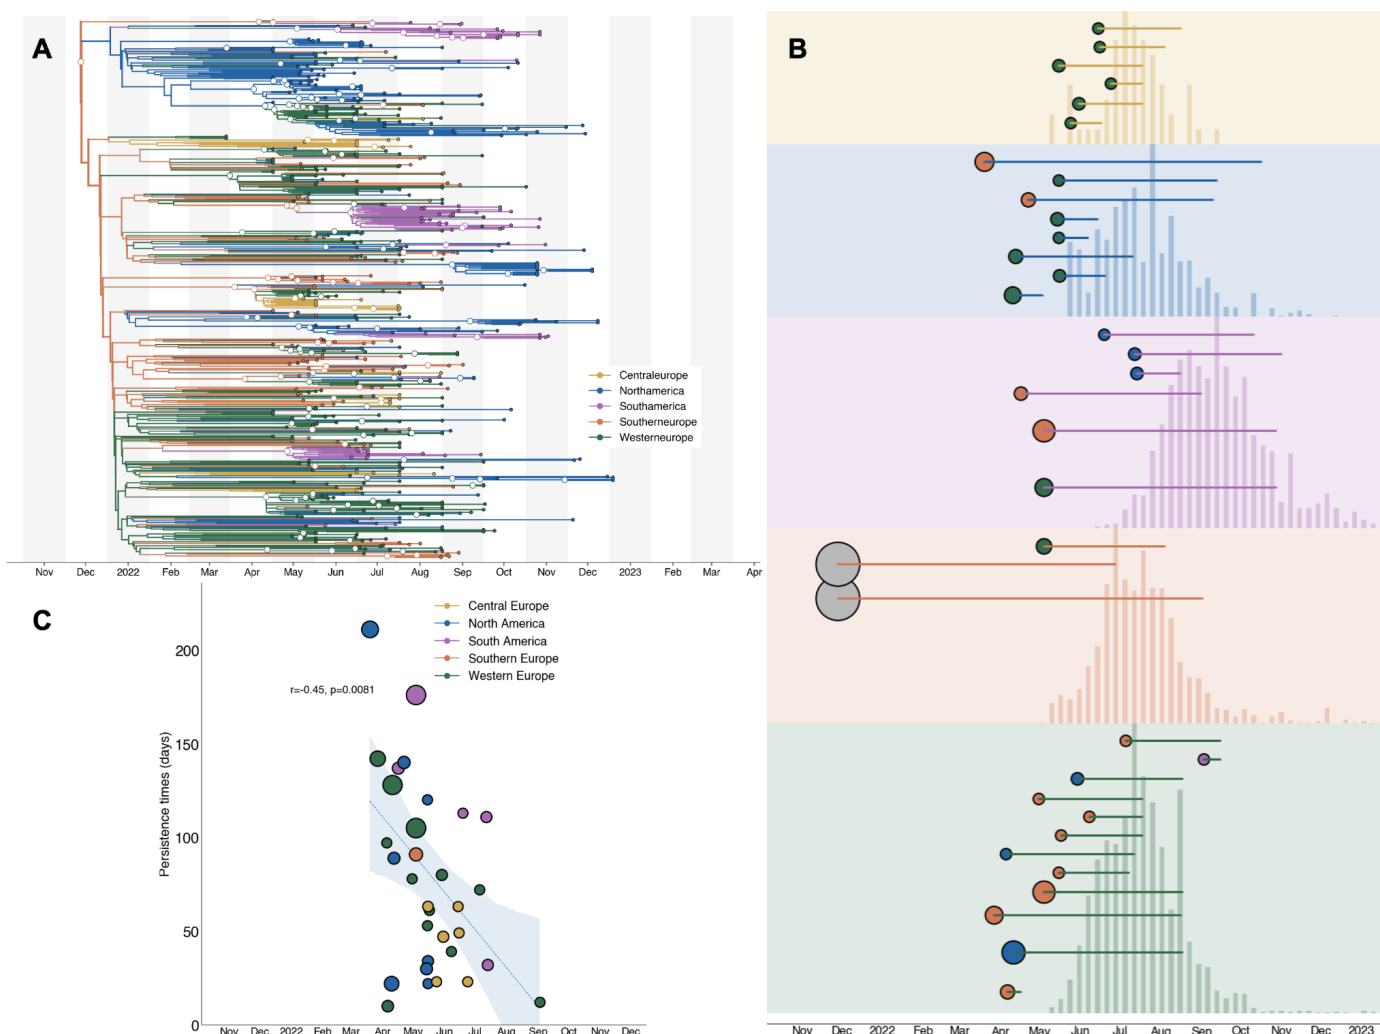 A
B
Centraleurope
Northamerica
Southamerica
Southerneurope
Westerneurope
Nov Dec 2022 Feb Mar Apr May Jun Jul Aug Sep Oct Nov Dec 2023 Feb Mar Apr
C
Central Europe
North America
South America
Southern Europe
Western Europe
r=-0.45, p=0.0081
Persistence times (days)
200
150
100
50
0
Nov Dec 2022 Feb Mar Apr May Jun Jul Aug Sep Oct Nov Dec
Nov Dec 2022 Feb Mar Apr May Jun Jul Aug Sep Oct Nov Dec 2023